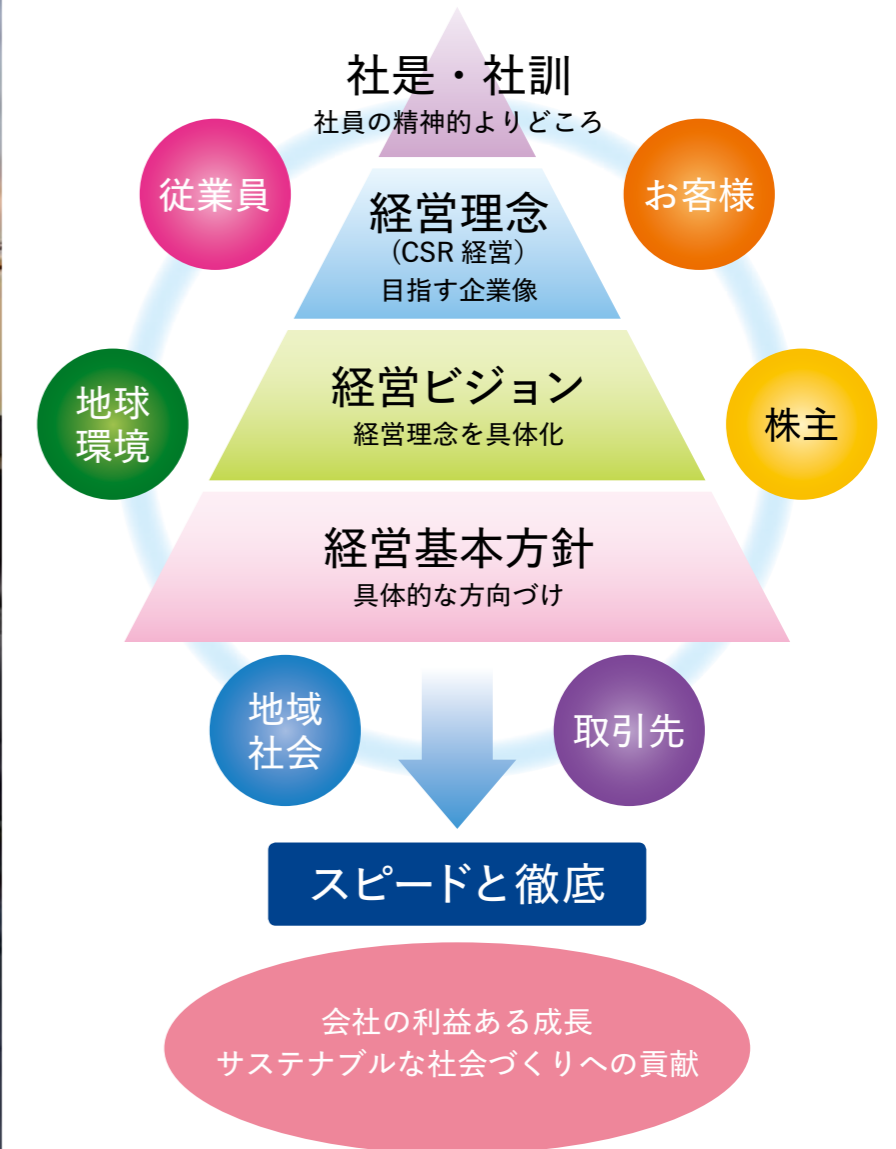 社是・社訓
社員の精神的よりどころ
従業員
お客様
経営理念
（CSR 経営）
目指す企業像
地球
環境
経営ビジョン
経営理念を具体化
株主
経営基本方針
具体的な方向づけ
地域
社会
取引先
スピードと徹底
会社の利益ある成長
サステナブルな社会づくりへの貢献